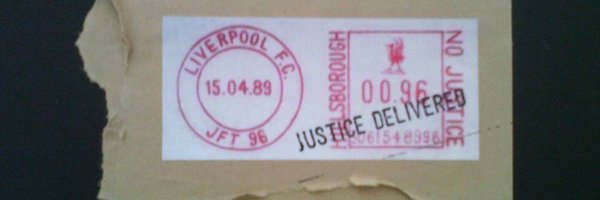 LIVERPOOL F.C.
15.04.89
JFT 96
HILLSBOROUGH
00.96
NO JUSTICE
JUSTICE DELIVERED